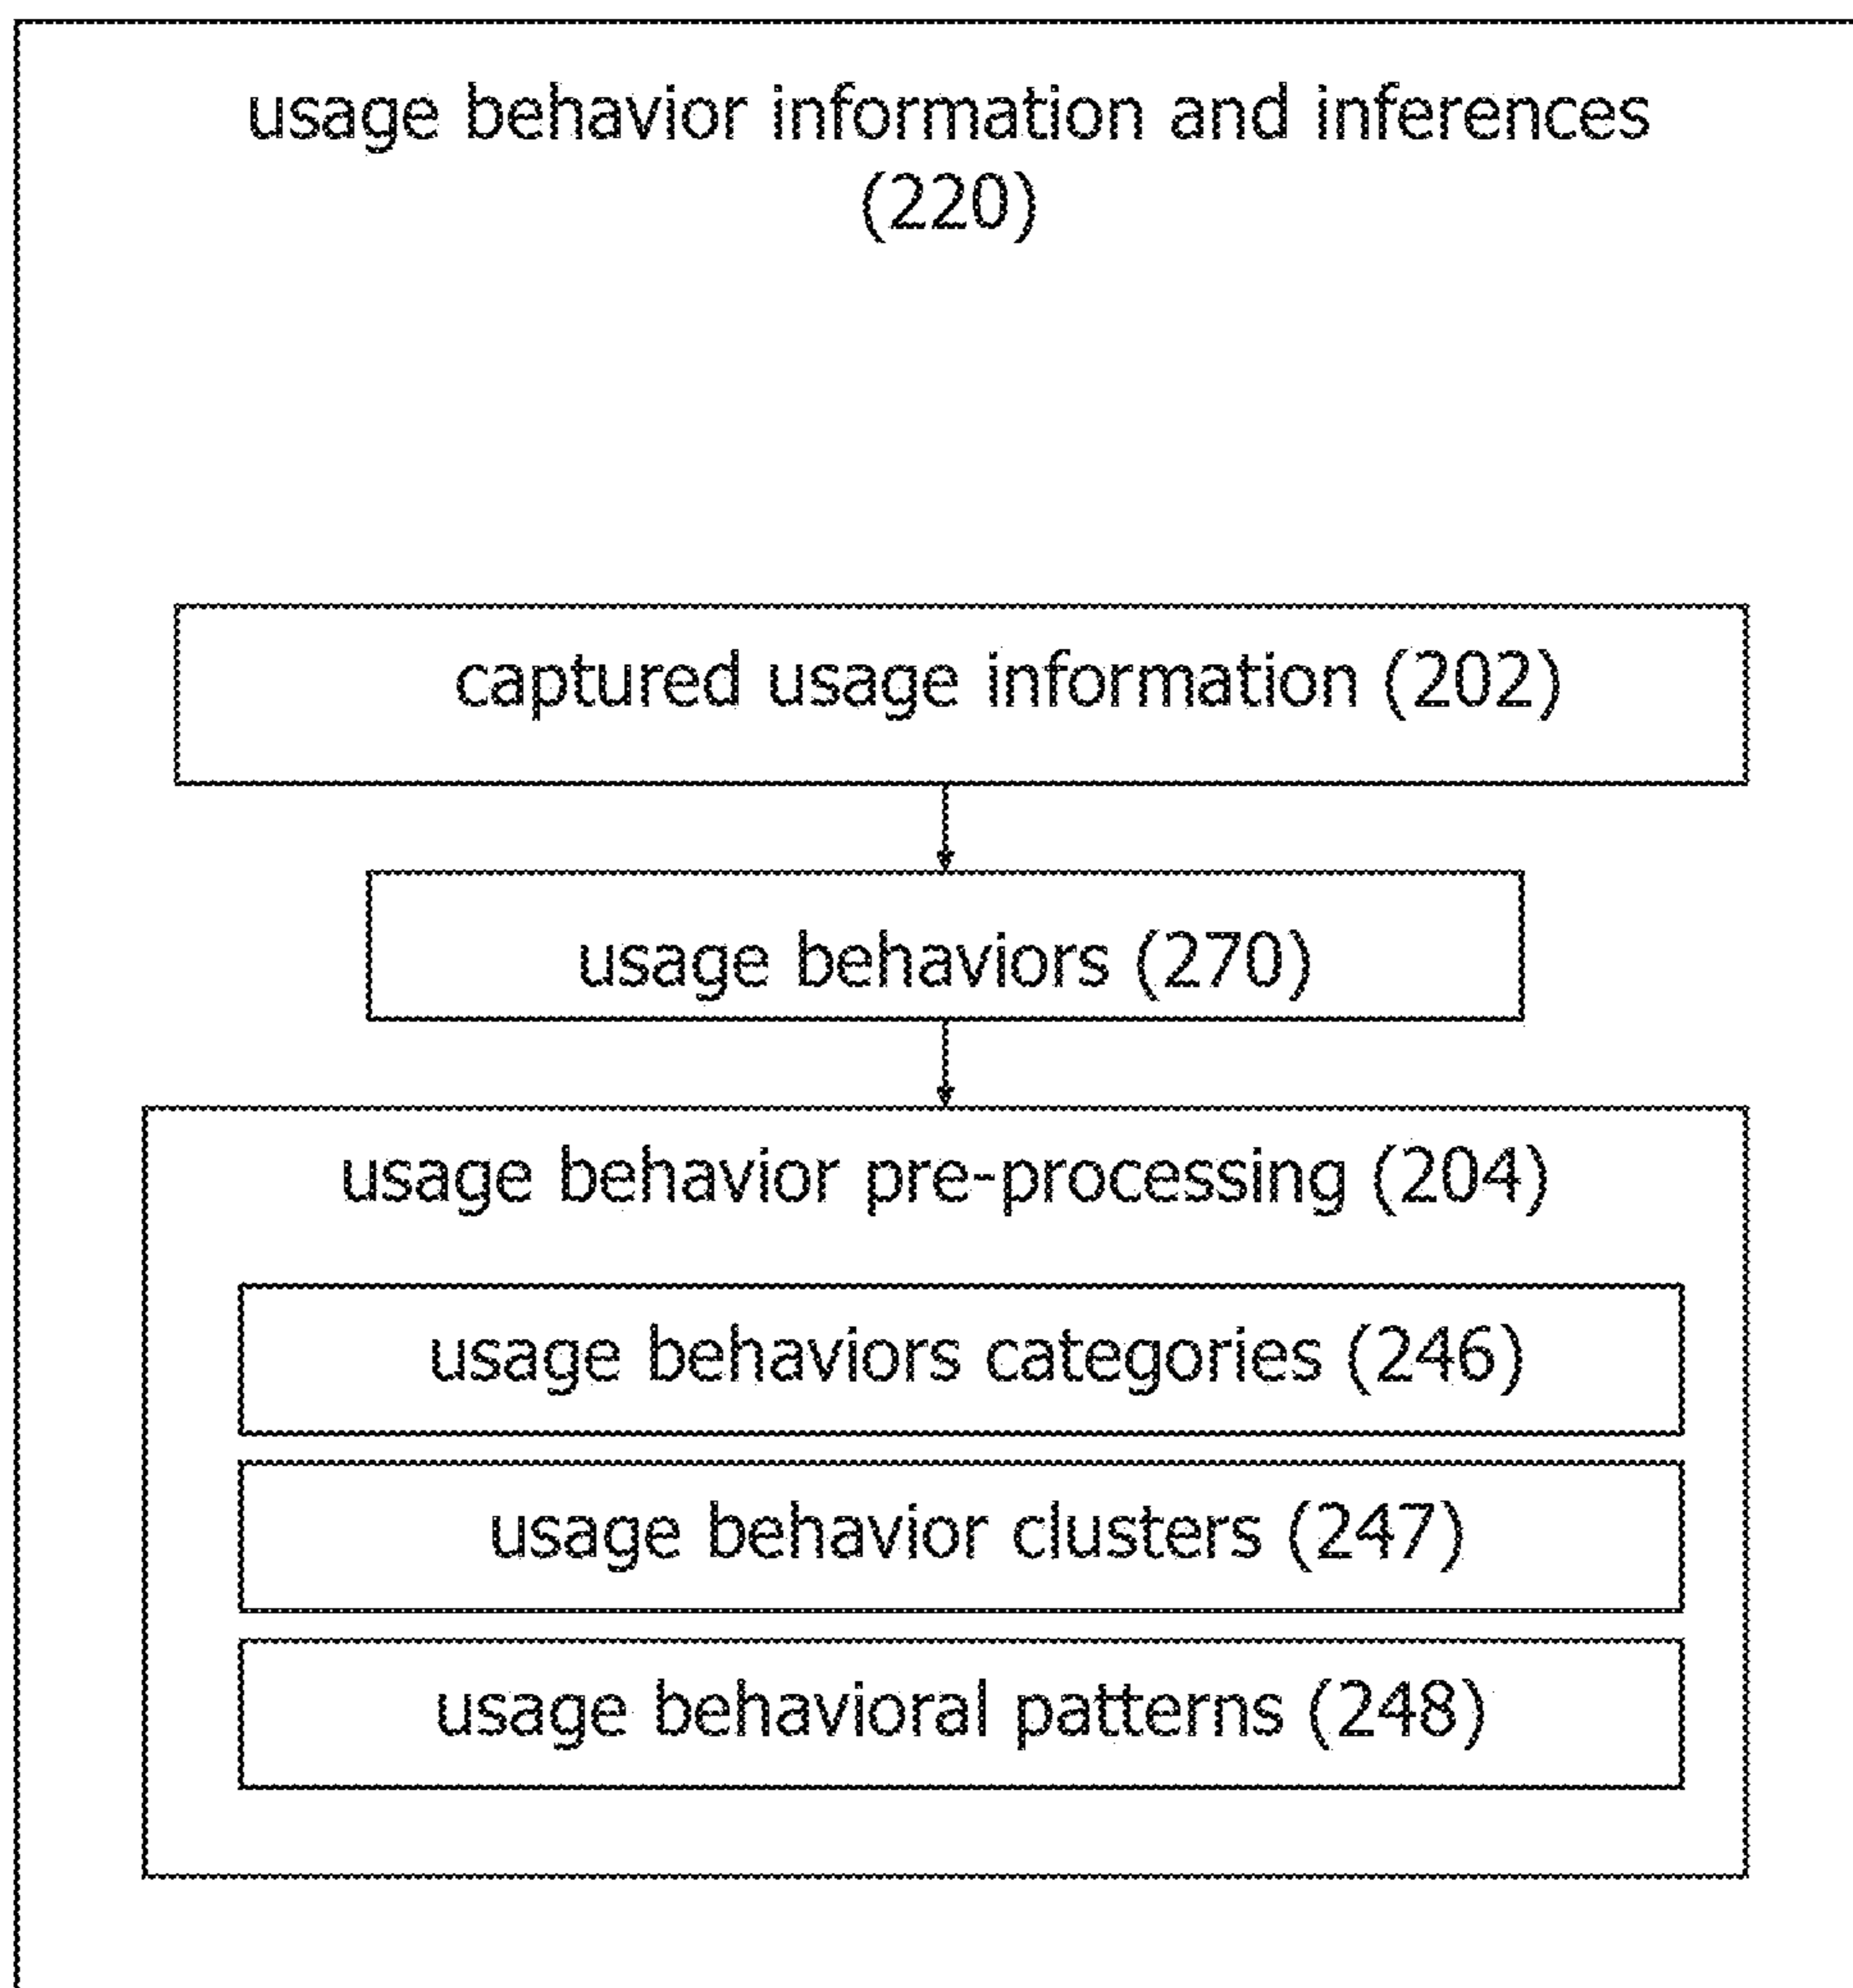 usage behavior information and inferences
(220)
captured usage information (202)
usage behaviors (270)
usage behavior pre-processing (204)
usage behaviors categories (246)
usage behavior clusters (247)
usage behavioral patterns (248)